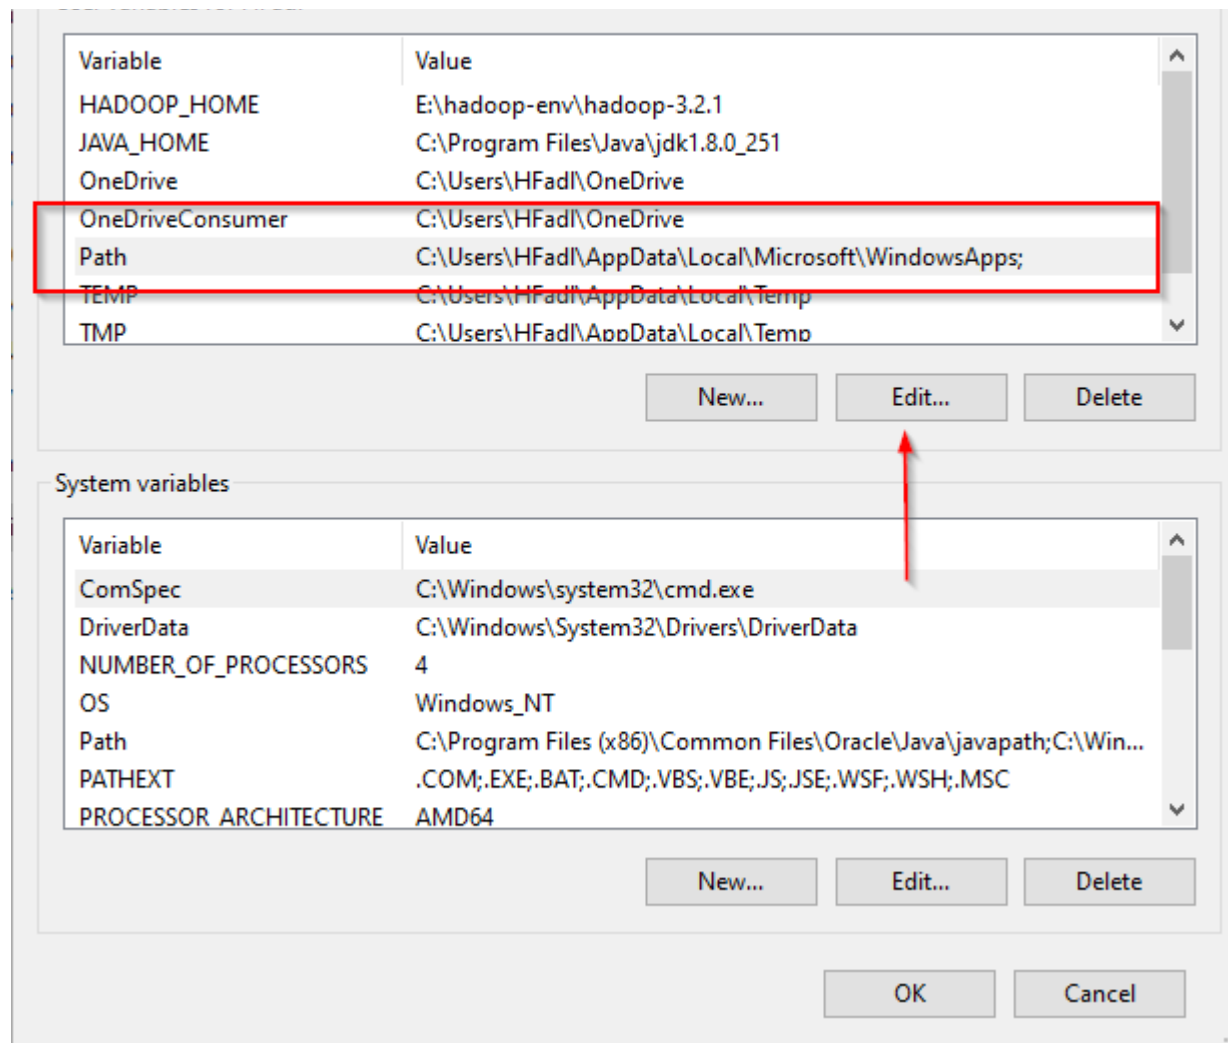 Variable Value
HADOOP_HOME E:\hadoop-env\hadoop-3.2.1
JAVA_HOME C:\Program Files\Java\jdk1.8.0_251
OneDrive C:\Users\HFadl\OneDrive
OneDriveConsumer C:\Users\HFadl\OneDrive
Path C:\Users\HFadl\AppData\Local\Microsoft\WindowsApps;
TEMP C:\Users\HFadl\AppData\Local\Temp
TMP C:\Users\HFadl\AppData\Local\Temp
New... Edit... Delete
System variables
Variable Value
ComSpec C:\Windows\system32\cmd.exe
DriverData C:\Windows\System32\Drivers\DriverData
NUMBER_OF_PROCESSORS 4
OS Windows_NT
Path C:\Program Files (x86)\Common Files\Oracle\Java\javapath;C:\Win...
PATHEXT .COM;.EXE;.BAT;.CMD;.VBS;.VBE;.JS;.JSE;.WSF;.WSH;.MSC
PROCESSOR_ARCHITECTURE AMD64
New... Edit... Delete
OK Cancel